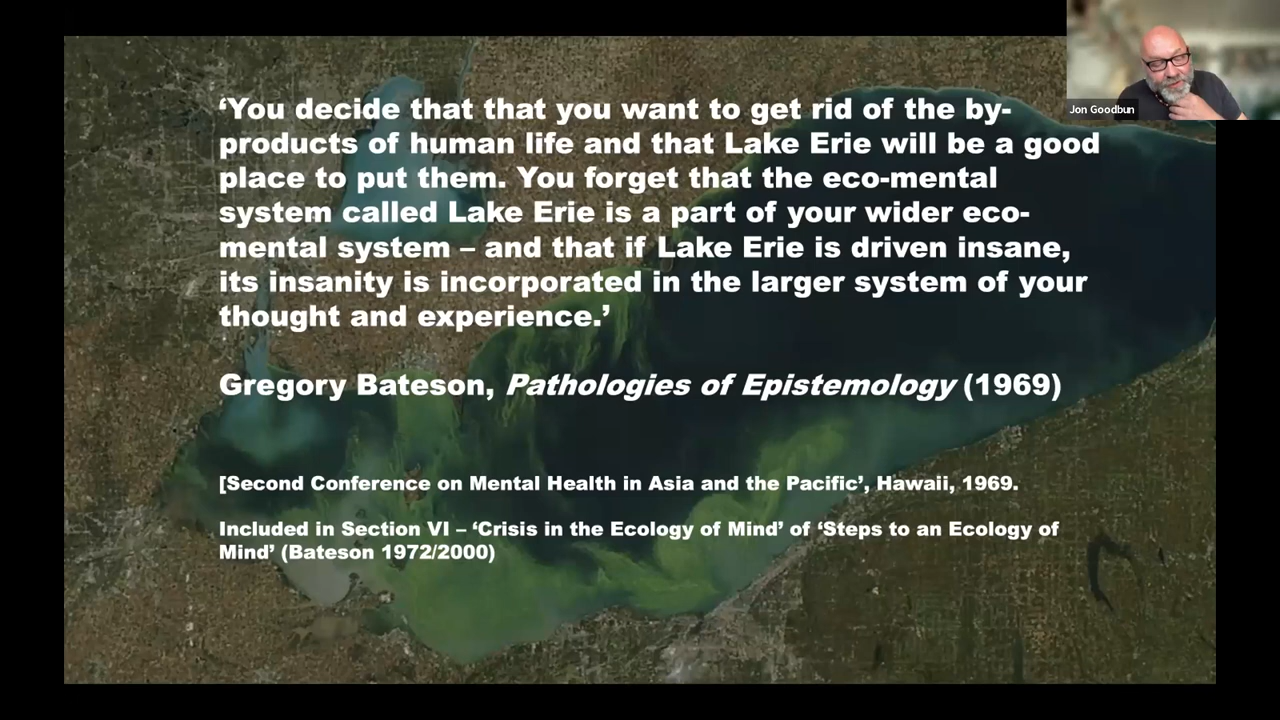 ‘You decide that that you want to get rid of the by-
products of human life and that Lake Erie will be a good
place to put them. You forget that the eco-mental
system called Lake Erie is a part of your wider eco-
mental system – and that if Lake Erie is driven insane,
its insanity is incorporated in the larger system of your
thought and experience.’
Gregory Bateson, Pathologies of Epistemology (1969)
[Second Conference on Mental Health in Asia and the Pacific’, Hawaii, 1969.
Included in Section VI – ‘Crisis in the Ecology of Mind’ of ‘Steps to an Ecology of
Mind’ (Bateson 1972/2000)
Jon Goodbun